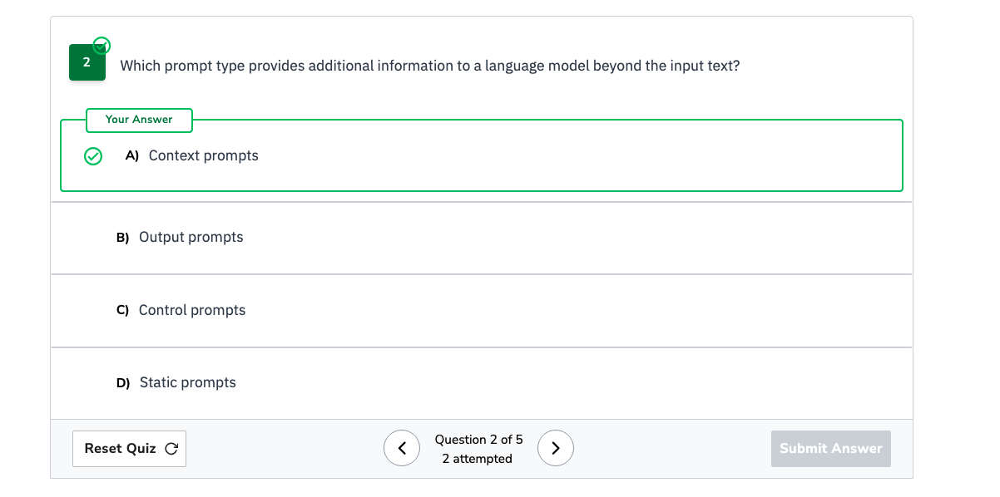 2
Which prompt type provides additional information to a language model beyond the input text?
Your Answer
A) Context prompts
B) Output prompts
C) Control prompts
D) Static prompts
Reset Quiz
Question 2 of 5
2 attempted
Submit Answer